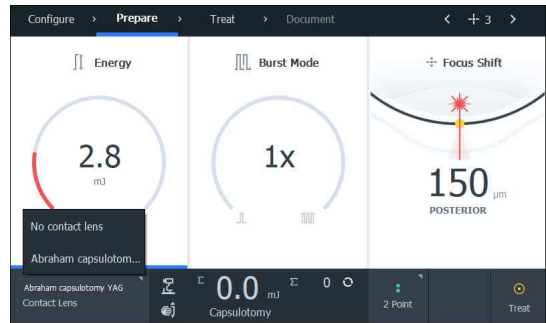 Configure > Prepare > Treat > Document < 3 >
Energy
Burst Mode
Focus Shift
2.8
mJ
1x
150 µm
POSTERIOR
No contact lens
Abraham capsulotom...
Abraham capsulotomy YAG
Contact Lens
Σ 0.0 mJ Σ 0
Capsulotomy
2 Point
Treat